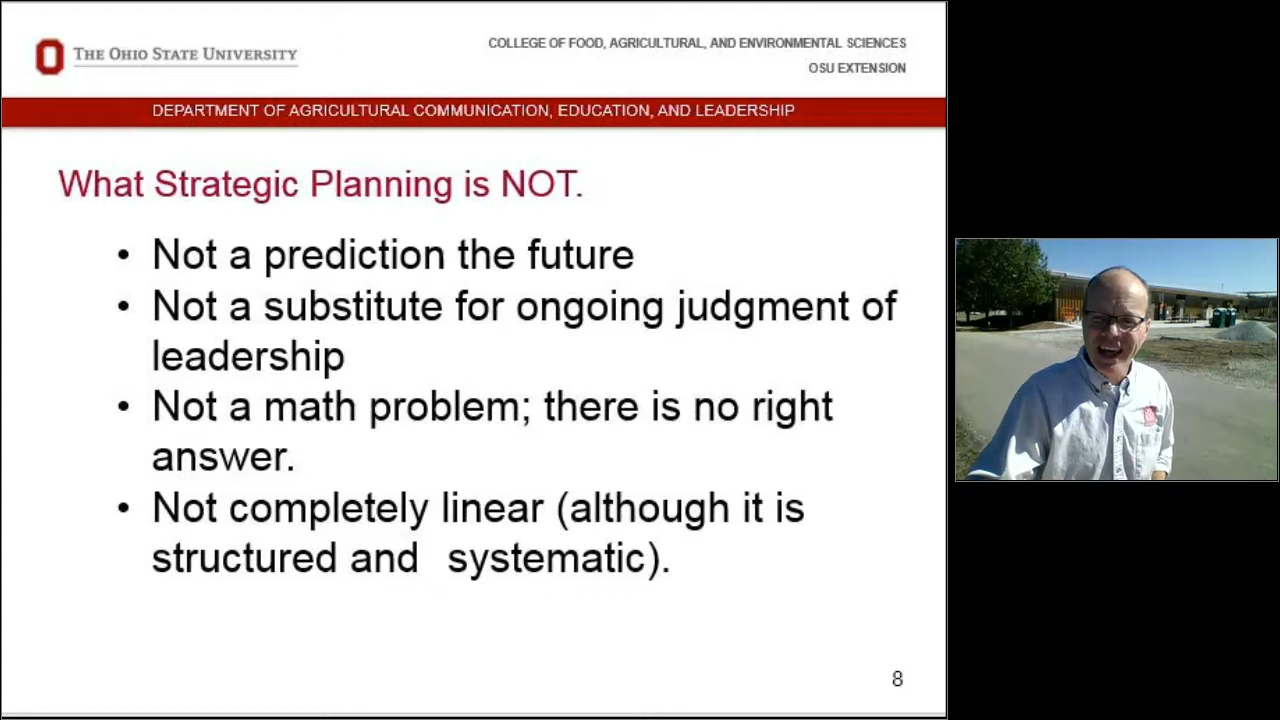 THE OHIO STATE UNIVERSITY
COLLEGE OF FOOD, AGRICULTURAL, AND ENVIRONMENTAL SCIENCES
OSU EXTENSION
DEPARTMENT OF AGRICULTURAL COMMUNICATION, EDUCATION, AND LEADERSHIP
What Strategic Planning is NOT.
• Not a prediction the future
• Not a substitute for ongoing judgment of
leadership
• Not a math problem; there is no right
answer.
• Not completely linear (although it is
structured and systematic).
8